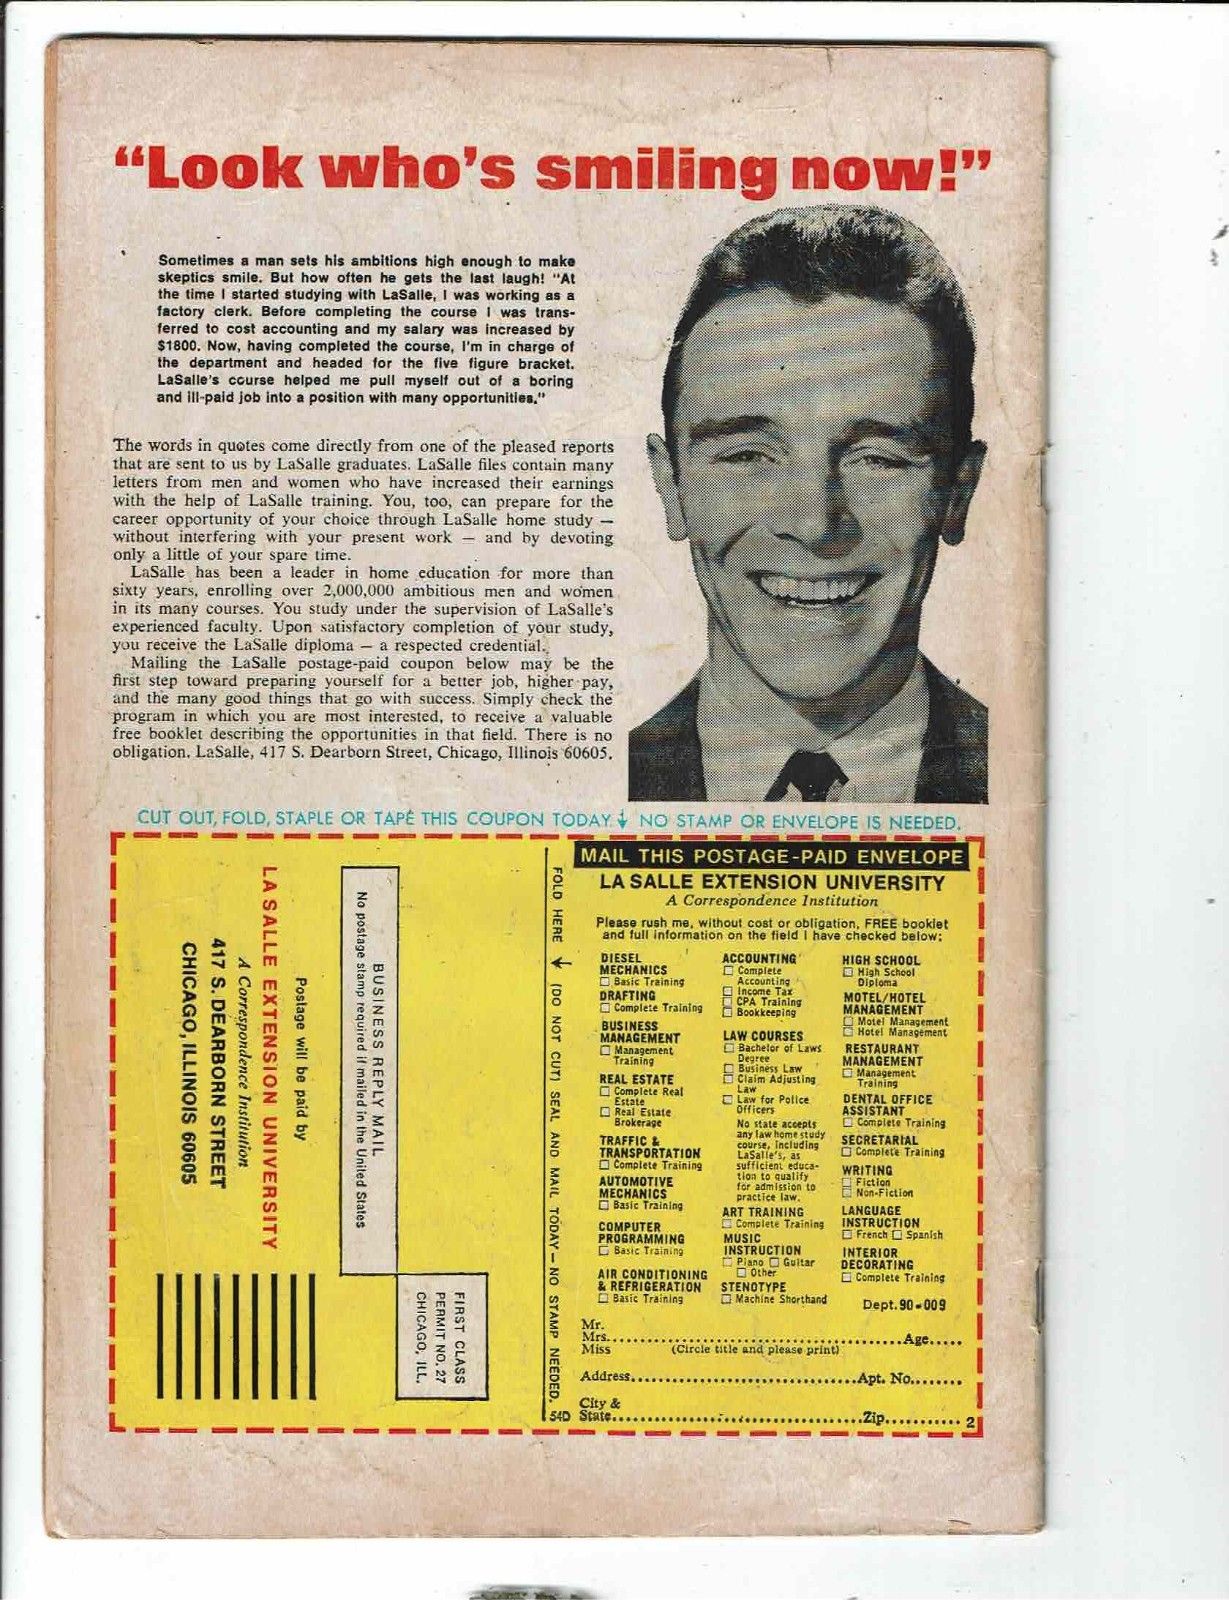 “Look who’s smiling now!”
Sometimes a man sets his ambitions high enough to make
skeptics smile. But how often he gets the last laugh! “At
the time I started studying with LaSalle, I was working as a
factory clerk. Before completing the course I was trans-
ferred to cost accounting and my salary was increased by
$1800. Now, having completed the course, I’m in charge of
the department and headed for the five figure bracket.
LaSalle’s course helped me pull myself out of a boring
and ill-paid job into a position with many opportunities.”
The words in quotes come directly from one of the pleased reports
that are sent to us by LaSalle graduates. LaSalle files contain many
letters from men and women who have increased their earnings
with the help of LaSalle training. You, too, can prepare for the
career opportunity of your choice through LaSalle home study —
without interfering with your present work — and by devoting
only a little of your spare time.
LaSalle has been a leader in home education for more than
sixty years, enrolling over 2,000,000 ambitious men and women
in its many courses. You study under the supervision of LaSalle’s
experienced faculty. Upon satisfactory completion of your study,
you receive the LaSalle diploma — a respected credential.
Mailing the LaSalle postage-paid coupon below may be the
first step toward preparing yourself for a better job, higher pay,
and the many good things that go with success. Simply check the
program in which you are most interested, to receive a valuable
free booklet describing the opportunities in that field. There is no
obligation. LaSalle, 417 S. Dearborn Street, Chicago, Illinois 60605.
CUT OUT, FOLD, STAPLE OR TAPE THIS COUPON TODAY ↓ NO STAMP OR ENVELOPE IS NEEDED.
FIRST CLASS
PERMIT NO. 27
CHICAGO, ILL.
BUSINESS REPLY MAIL
No postage stamp required if mailed in the United States
Postage will be paid by
LA SALLE EXTENSION UNIVERSITY
A Correspondence Institution
417 S. DEARBORN STREET
CHICAGO, ILLINOIS 60605
FOLD HERE ↓ (DO NOT CUT) SEAL AND MAIL TODAY—NO STAMP NEEDED.
54D
MAIL THIS POSTAGE-PAID ENVELOPE
LA SALLE EXTENSION UNIVERSITY
A Correspondence Institution
Please rush me, without cost or obligation, FREE booklet
and full information on the field I have checked below:
DIESEL
MECHANICS
☐ Basic Training
DRAFTING
☐ Complete Training
BUSINESS
MANAGEMENT
☐ Management
Training
REAL ESTATE
☐ Complete Real
Estate
☐ Real Estate
Brokerage
TRAFFIC &
TRANSPORTATION
☐ Complete Training
AUTOMOTIVE
MECHANICS
☐ Basic Training
COMPUTER
PROGRAMMING
☐ Basic Training
AIR CONDITIONING
& REFRIGERATION
☐ Basic Training
ACCOUNTING
☐ Complete
Accounting
☐ Income Tax
☐ CPA Training
☐ Bookkeeping
LAW COURSES
☐ Bachelor of Laws
Degree
☐ Business Law
☐ Claim Adjusting
Law
☐ Law for Police
Officers
No state accepts
any law home study
course, including
LaSalle’s, as
sufficient educa-
tion to qualify
for admission to
practice law.
ART TRAINING
☐ Complete Training
MUSIC
INSTRUCTION
☐ Piano ☐ Guitar
☐ Other
STENOTYPE
☐ Machine Shorthand
HIGH SCHOOL
☐ High School
Diploma
MOTEL/HOTEL
MANAGEMENT
☐ Motel Management
☐ Hotel Management
RESTAURANT
MANAGEMENT
☐ Management
Training
DENTAL OFFICE
ASSISTANT
☐ Complete Training
SECRETARIAL
☐ Complete Training
WRITING
☐ Fiction
☐ Non-Fiction
LANGUAGE
INSTRUCTION
☐ French ☐ Spanish
INTERIOR
DECORATING
☐ Complete Training
Dept. 90-009
Mr.
Mrs. Age
Miss (Circle title and please print)
Address Apt. No.
City &
State Zip 2